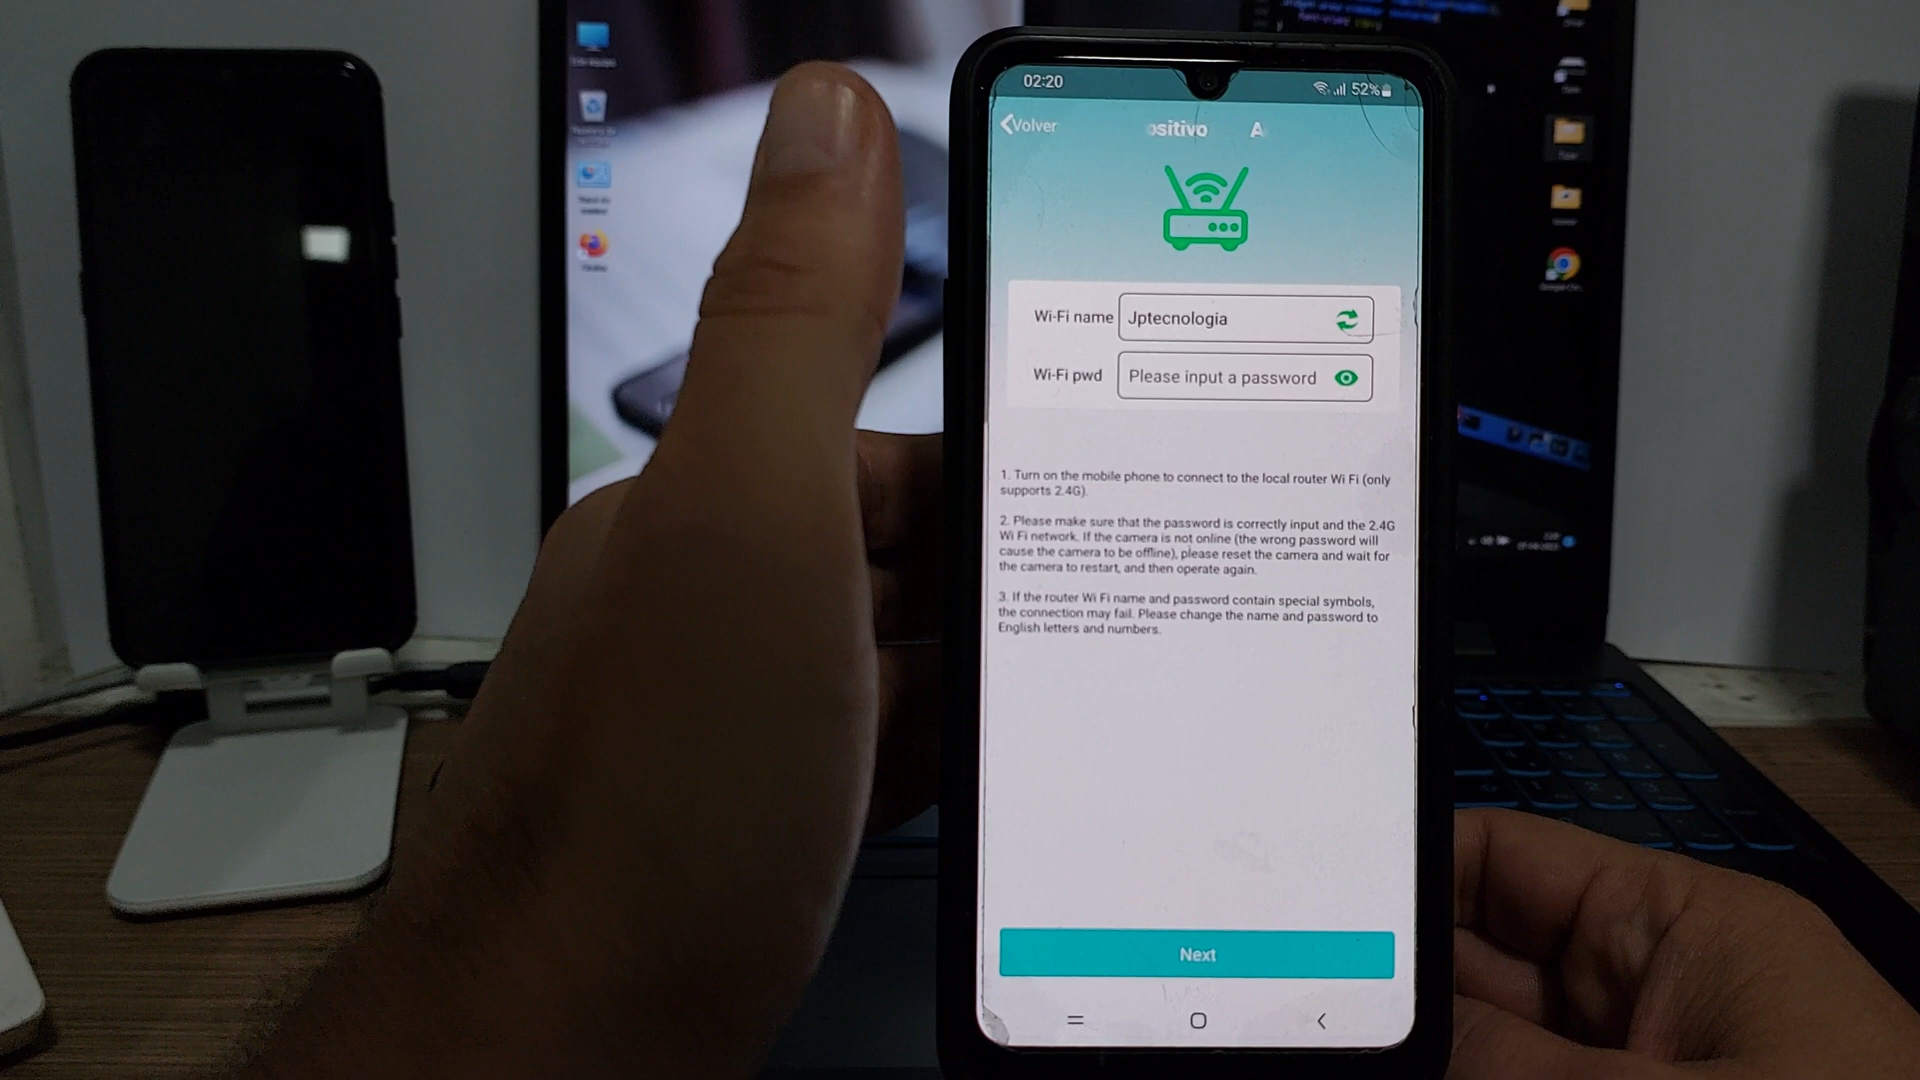 02:20
52%
Volver
ositivo A
Wi-Fi name Jptecnologia
Wi-Fi pwd Please input a password
1. Turn on the mobile phone to connect to the local router Wi Fi (only
supports 2.4G).
2. Please make sure that the password is correctly input and the 2.4G
Wi Fi network. If the camera is not online (the wrong password will
cause the camera to be offline), please reset the camera and wait for
the camera to restart, and then operate again.
3. If the router Wi Fi name and password contain special symbols,
the connection may fail. Please change the name and password to
English letters and numbers.
Next